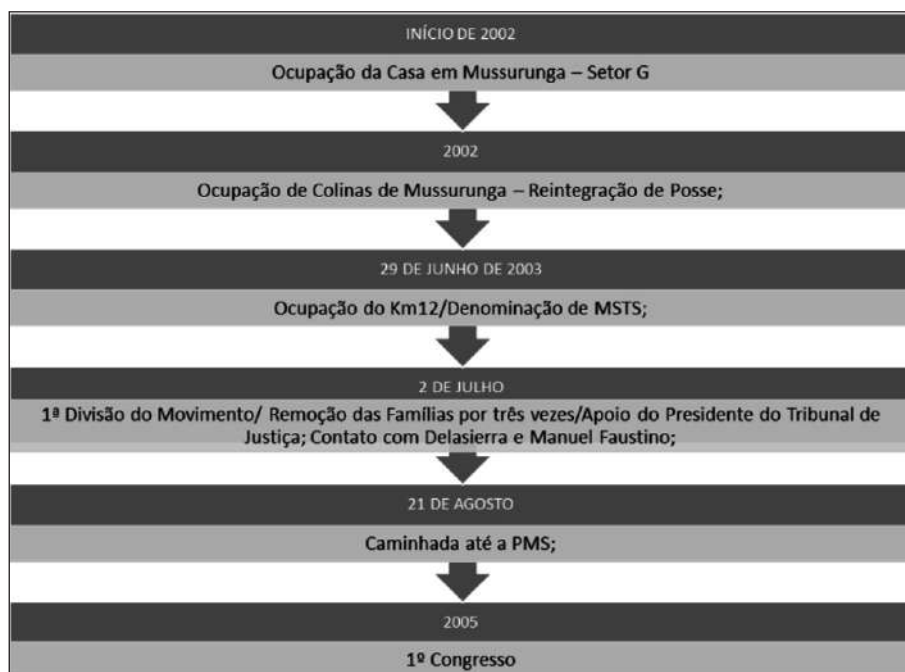 INÍCIO DE 2002
Ocupação da Casa em Mussurunga – Setor G
2002
Ocupação de Colinas de Mussurunga – Reintegração de Posse;
29 DE JUNHO DE 2003
Ocupação do Km12/Denominação de MSTS;
2 DE JULHO
1ª Divisão do Movimento/ Remoção das Famílias por três vezes/Apoio do Presidente do Tribunal de
Justiça; Contato com Delasierra e Manuel Faustino;
21 DE AGOSTO
Caminhada até a PMS;
2005
1º Congresso